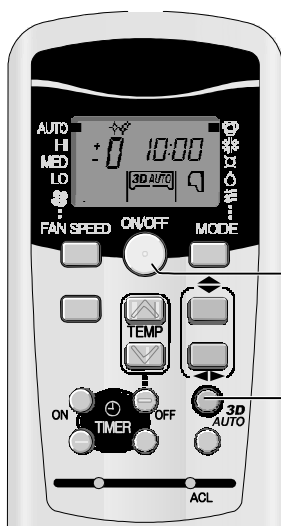 AUTO
HI
MED
LO
+
-
0
10:00
3D AUTO
FAN SPEED
ON/OFF
MODE
TEMP
ON
OFF
TIMER
3D
AUTO
ACL